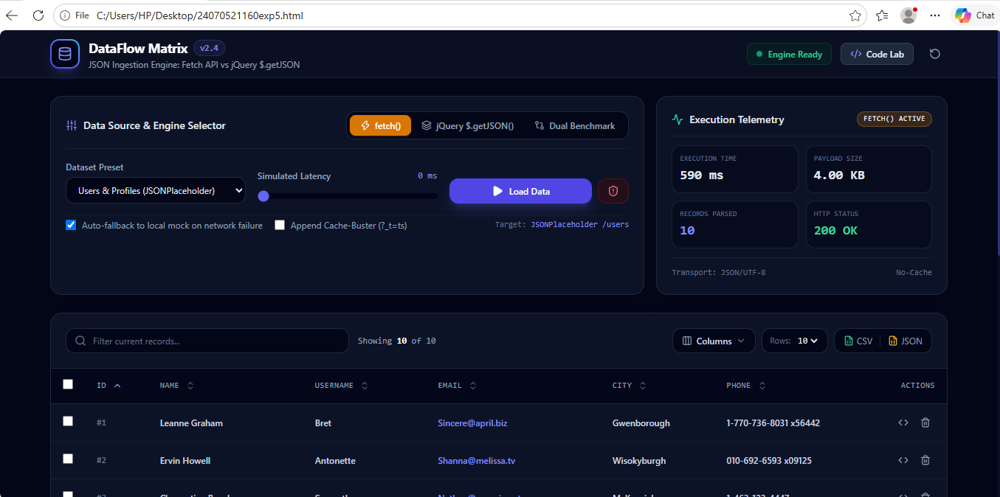 File C:/Users/HP/Desktop/24070521160exp5.html
Chat
DataFlow Matrix v2.4
JSON Ingestion Engine: Fetch API vs jQuery $.getJSON
Engine Ready
</> Code Lab
Data Source & Engine Selector
fetch()
jQuery $.getJSON()
Dual Benchmark
Dataset Preset
Users & Profiles (JSONPlaceholder)
Simulated Latency 0 ms
Load Data
Auto-fallback to local mock on network failure
Append Cache-Buster (?_t=ts)
Target: JSONPlaceholder /users
Execution Telemetry
FETCH() ACTIVE
EXECUTION TIME
590 ms
PAYLOAD SIZE
4.00 KB
RECORDS PARSED
10
HTTP STATUS
200 OK
Transport: JSON/UTF-8
No-Cache
Filter current records...
Showing 10 of 10
Columns
Rows: 10
CSV
JSON
ID NAME USERNAME EMAIL CITY PHONE ACTIONS
#1 Leanne Graham Bret Sincere@april.biz Gwenborough 1-770-736-8031 x56442
#2 Ervin Howell Antonette Shanna@melissa.tv Wisokyburgh 010-692-6593 x09125